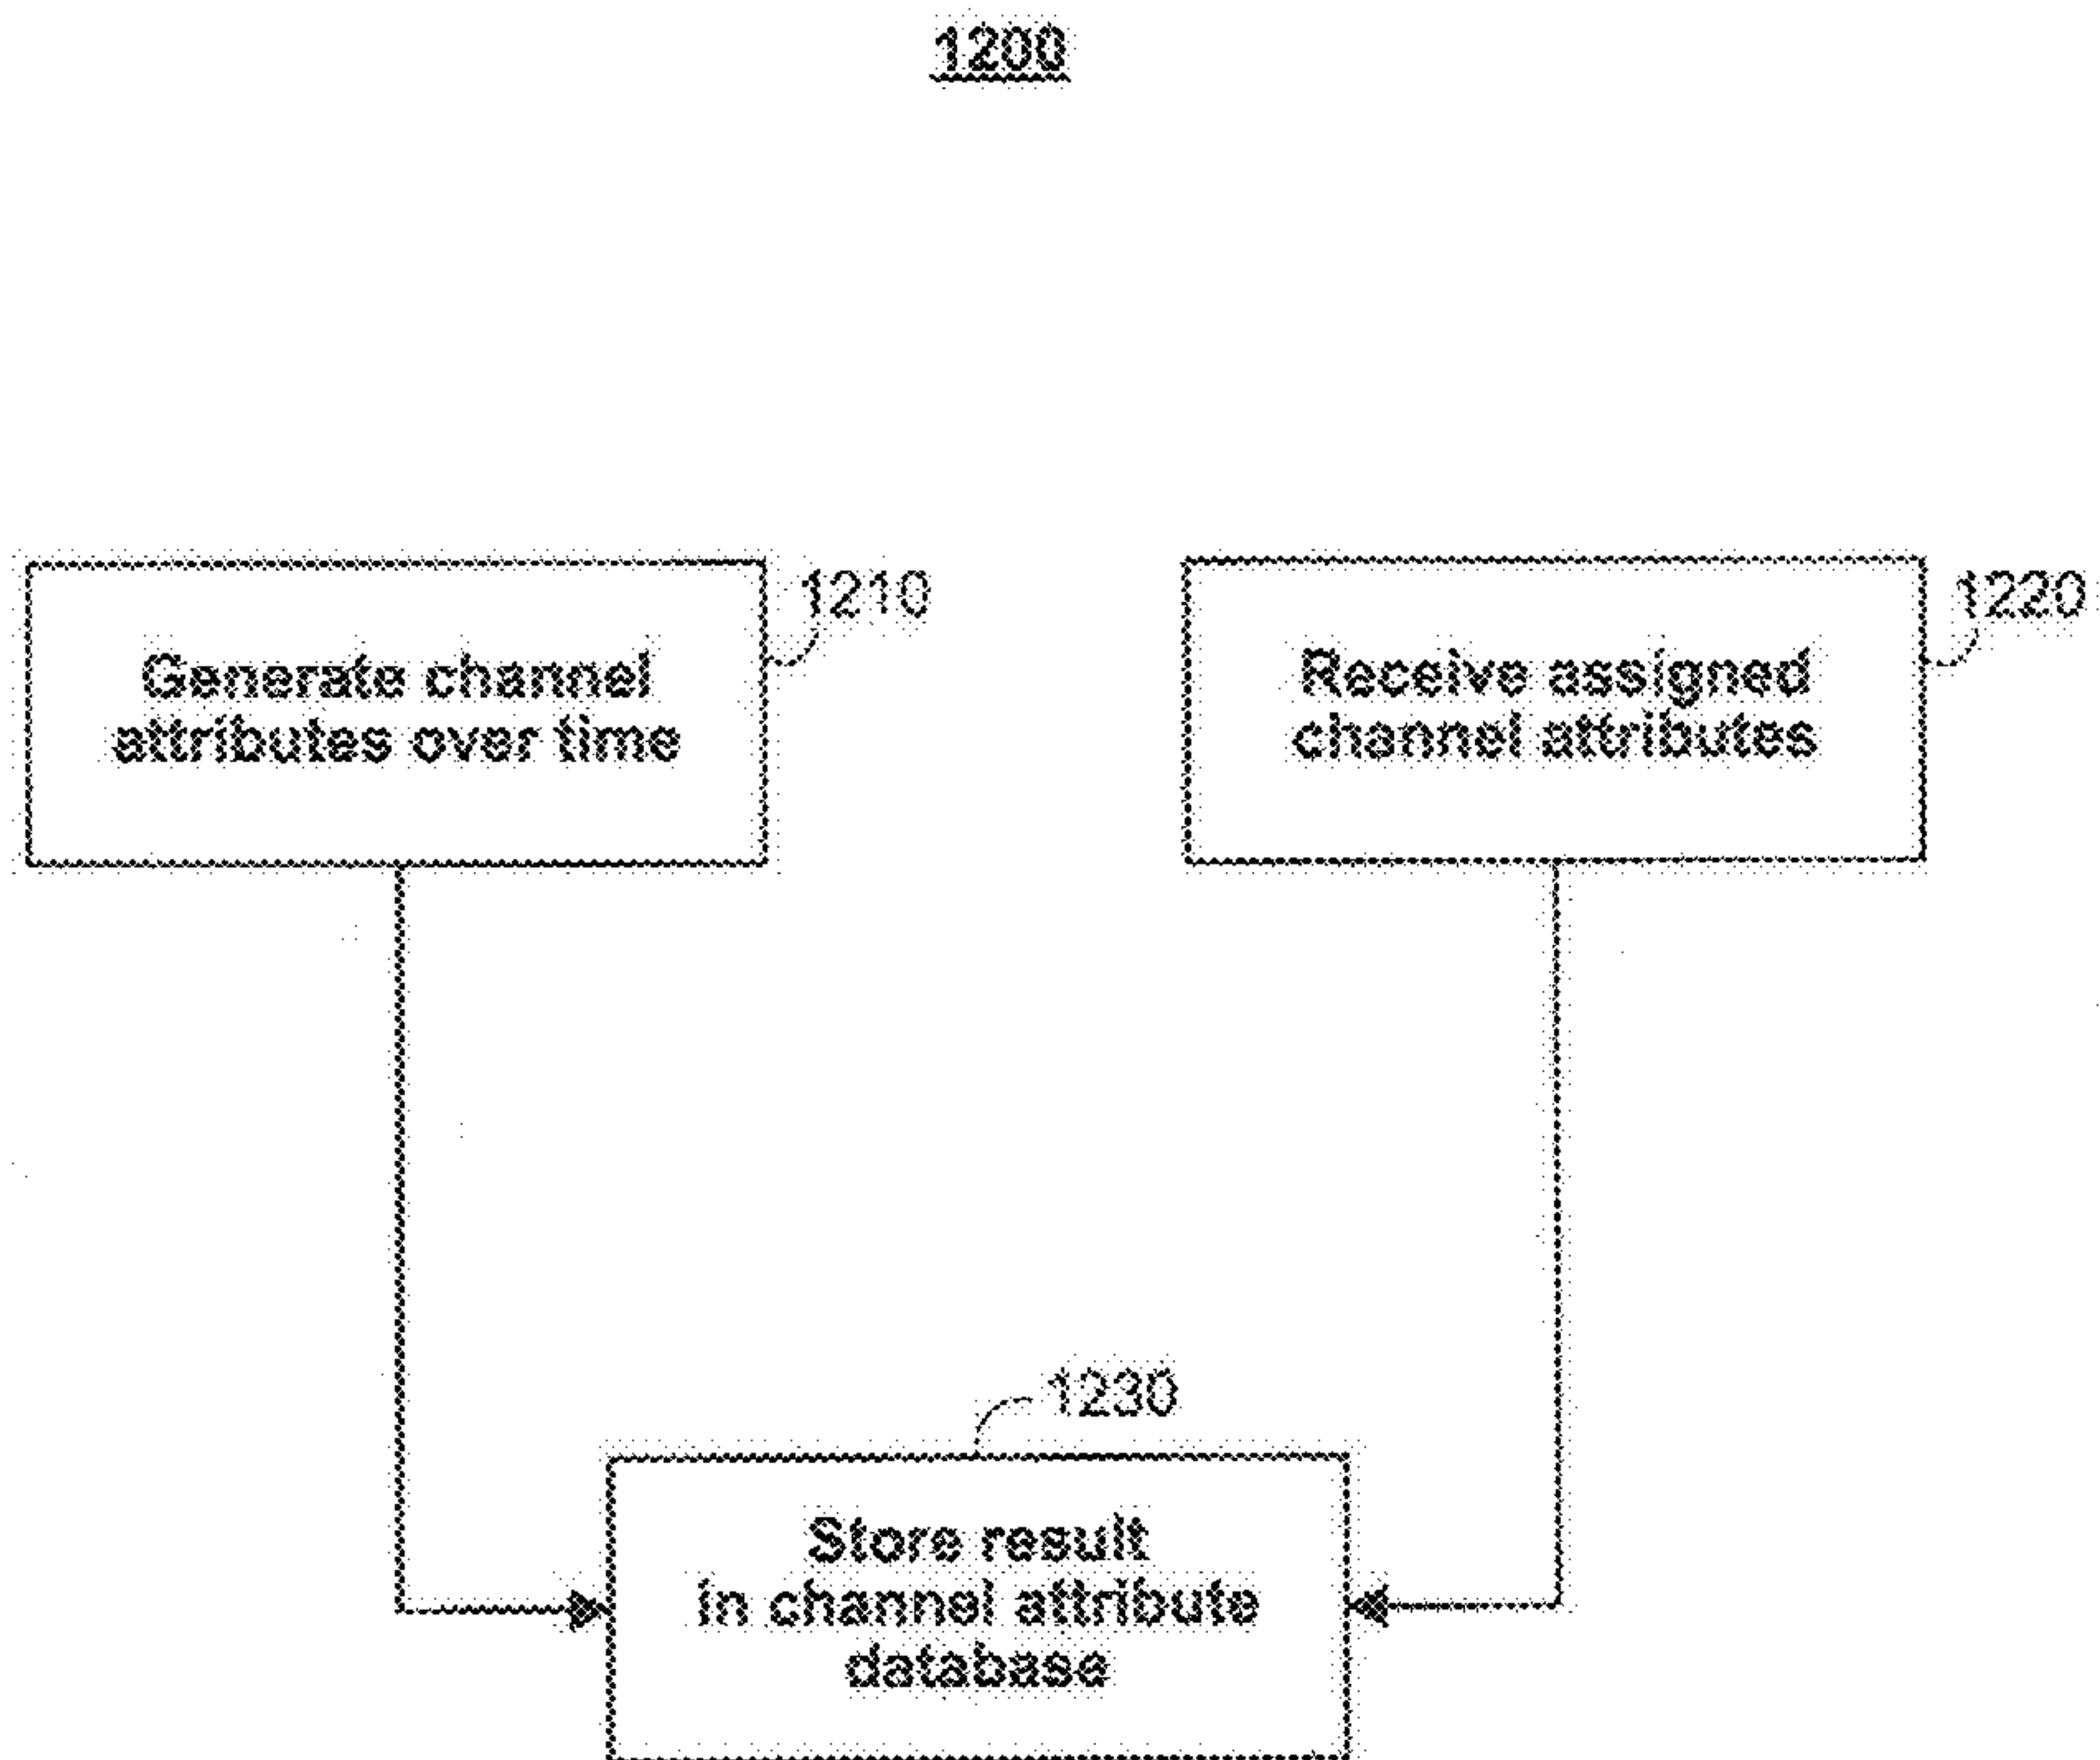 1200
1210
Generate channel
attributes over time
1220
Receive assigned
channel attributes
1230
Store result
in channel attribute
database